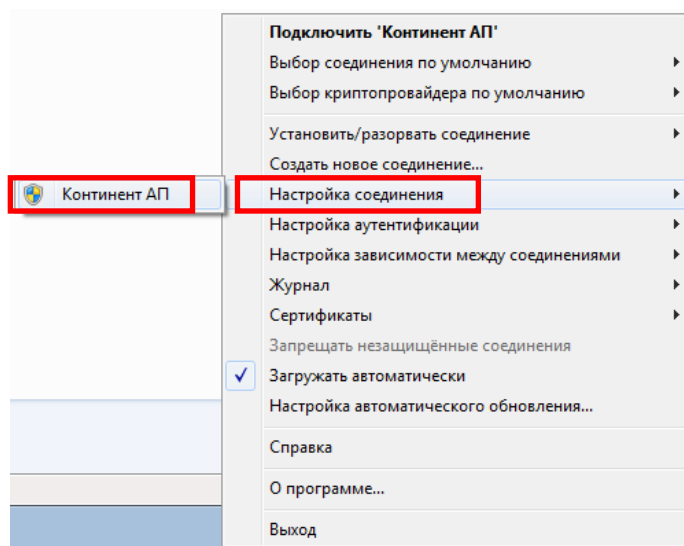 Подключить 'Континент АП'
Выбор соединения по умолчанию
Выбор криптопровайдера по умолчанию
Установить/разорвать соединение
Создать новое соединение...
Континент АП
Настройка соединения
Настройка аутентификации
Настройка зависимости между соединениями
Журнал
Сертификаты
Запрещать незащищённые соединения
Загружать автоматически
Настройка автоматического обновления...
Справка
О программе...
Выход